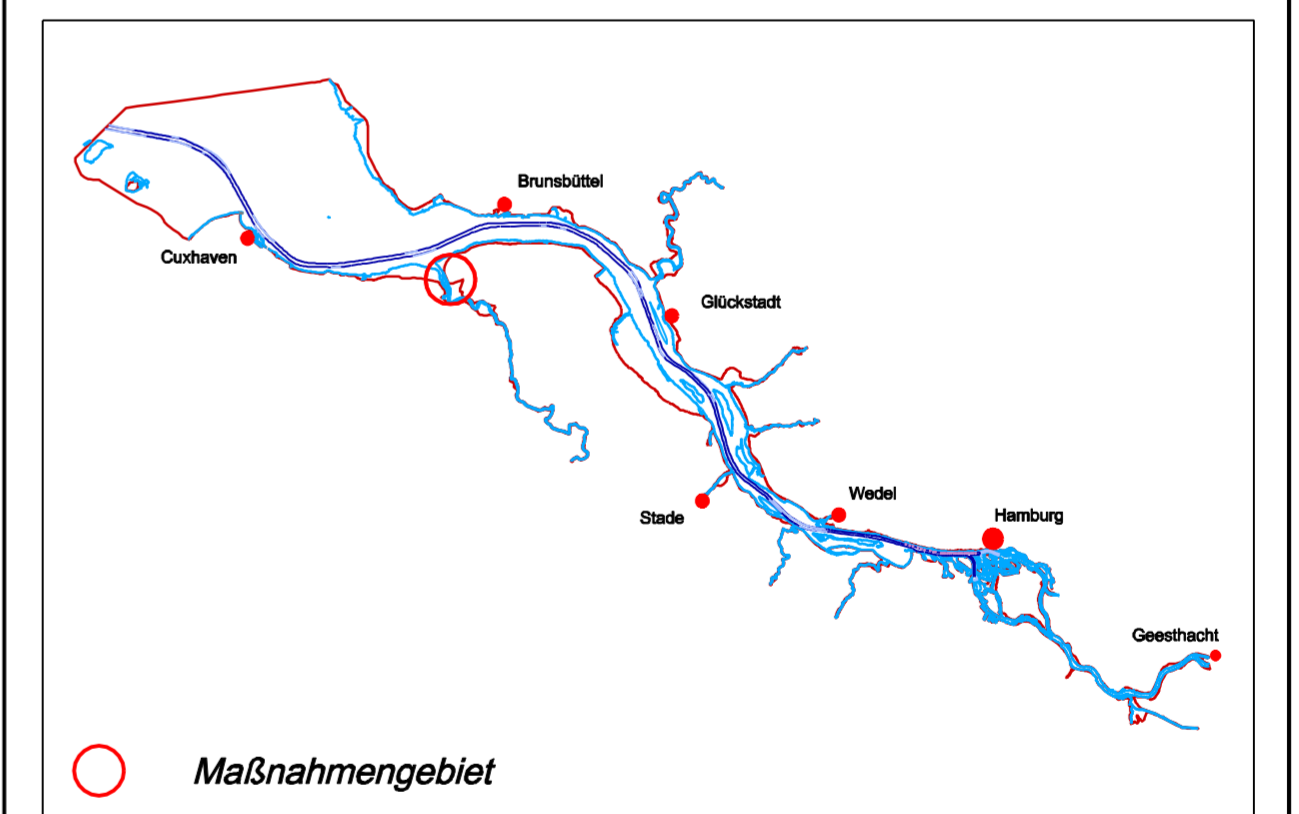 Brunsbüttel
Cuxhaven
Glückstadt
Wedel
Stade
Hamburg
Geesthacht
Maßnahmengebiet